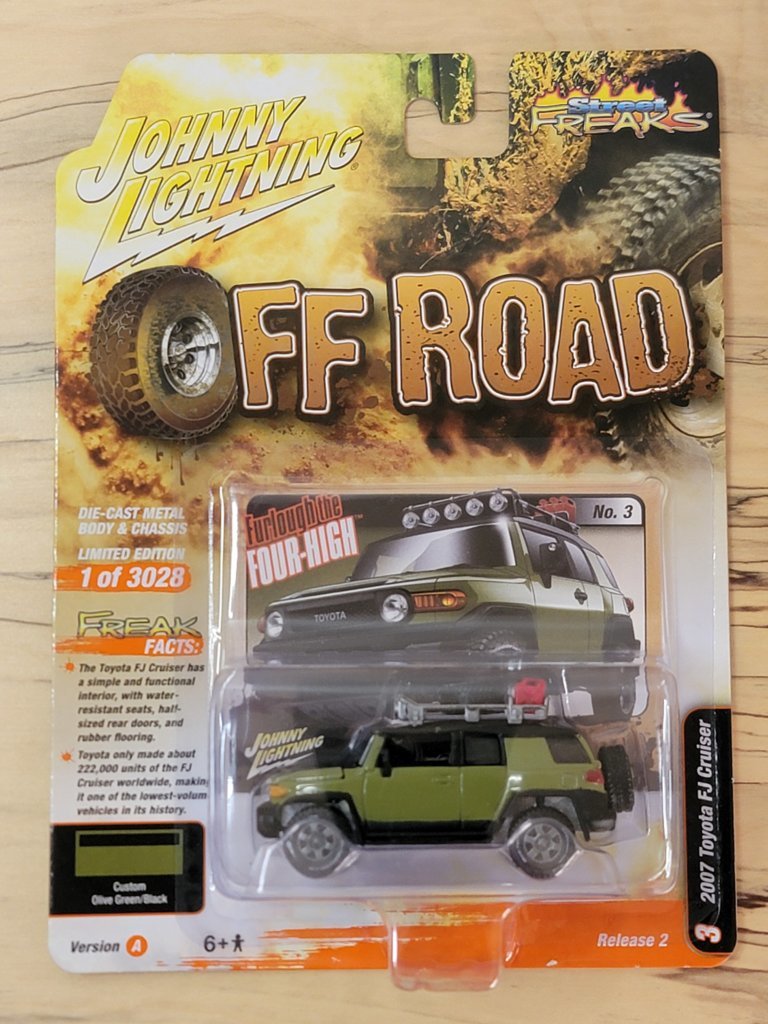 JOHNNY
LIGHTNING®
Street
FREAKS®
OFF ROAD
DIE-CAST METAL
BODY & CHASSIS
LIMITED EDITION
1 of 3028
FREAK
FACTS:
The Toyota FJ Cruiser has
a simple and functional
interior, with water-
resistant seats, half-
sized rear doors, and
rubber flooring.
Toyota only made about
222,000 units of the FJ
Cruiser worldwide, making
it one of the lowest-volum
vehicles in its history.
Custom
Olive Green/Black
Version A
6+
Furlough the
FOUR-HIGH™
No. 3
TOYOTA
JOHNNY
LIGHTNING
Release 2
3 2007 Toyota FJ Cruiser